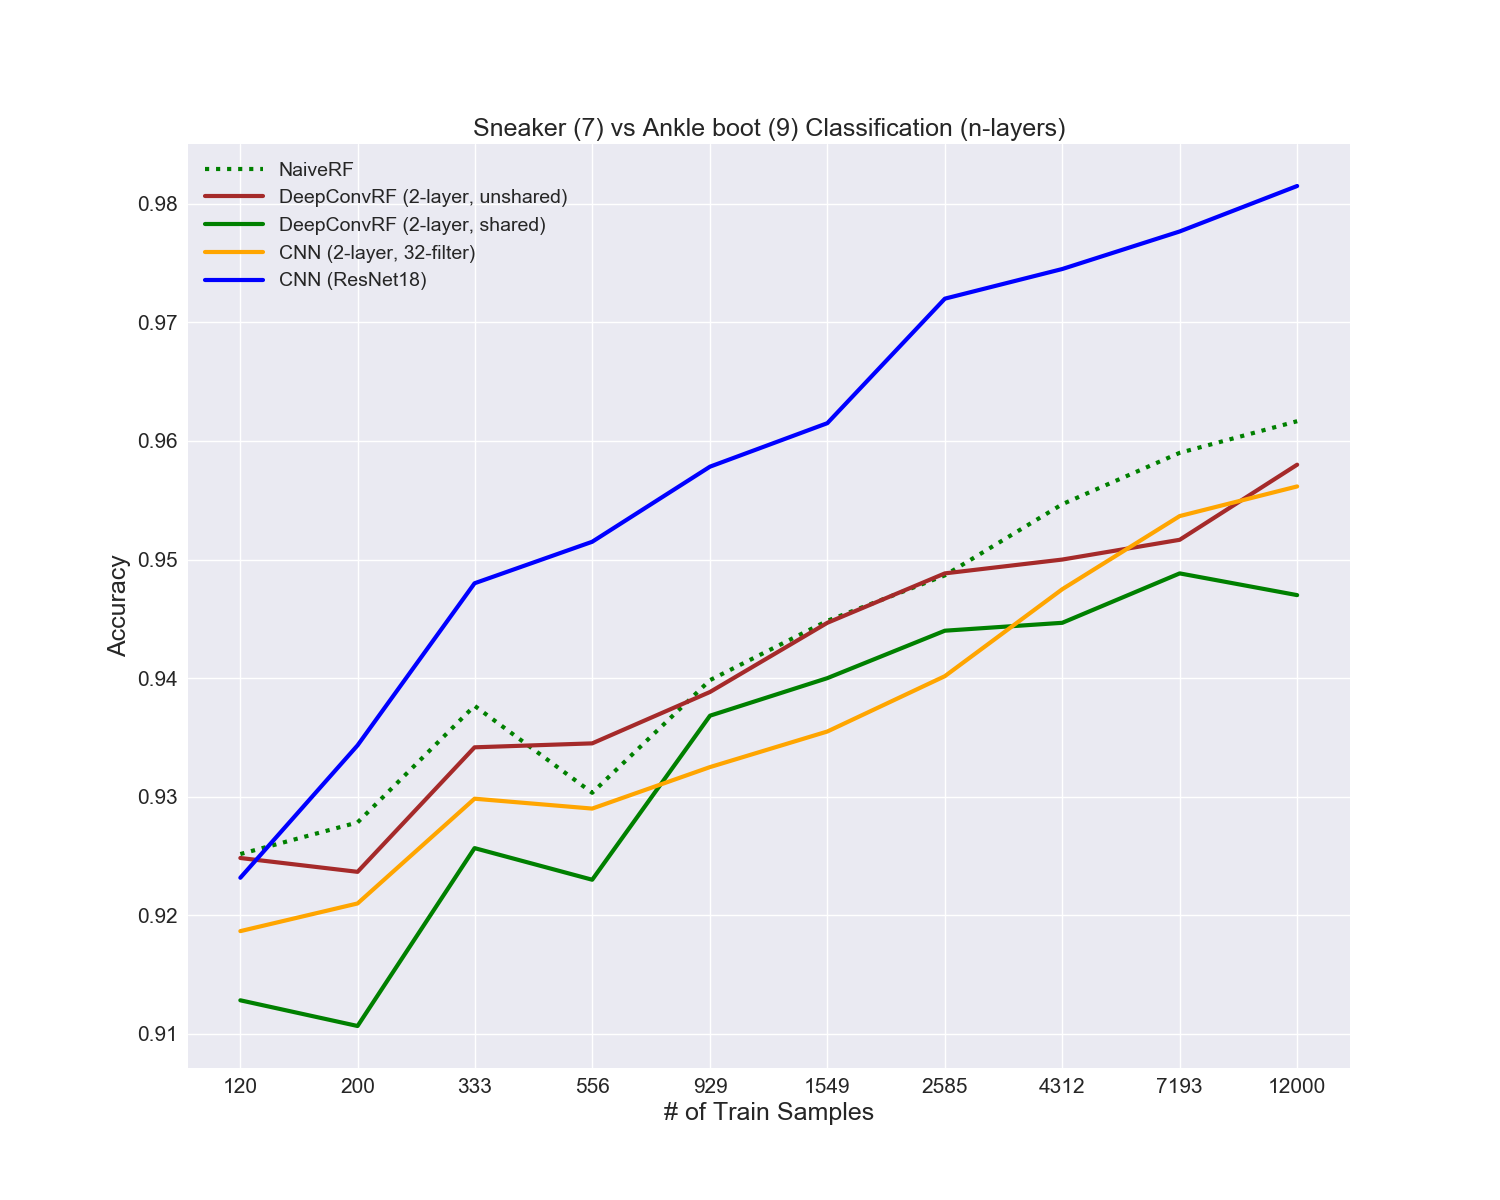 Sneaker (7) vs Ankle boot (9) Classification (n-layers)
NaiveRF
DeepConvRF (2-layer, unshared)
DeepConvRF (2-layer, shared)
CNN (2-layer, 32-filter)
CNN (ResNet18)
0.98
0.97
0.96
0.95
0.94
0.93
0.92
0.91
Accuracy
120 200 333 556 929 1549 2585 4312 7193 12000
# of Train Samples